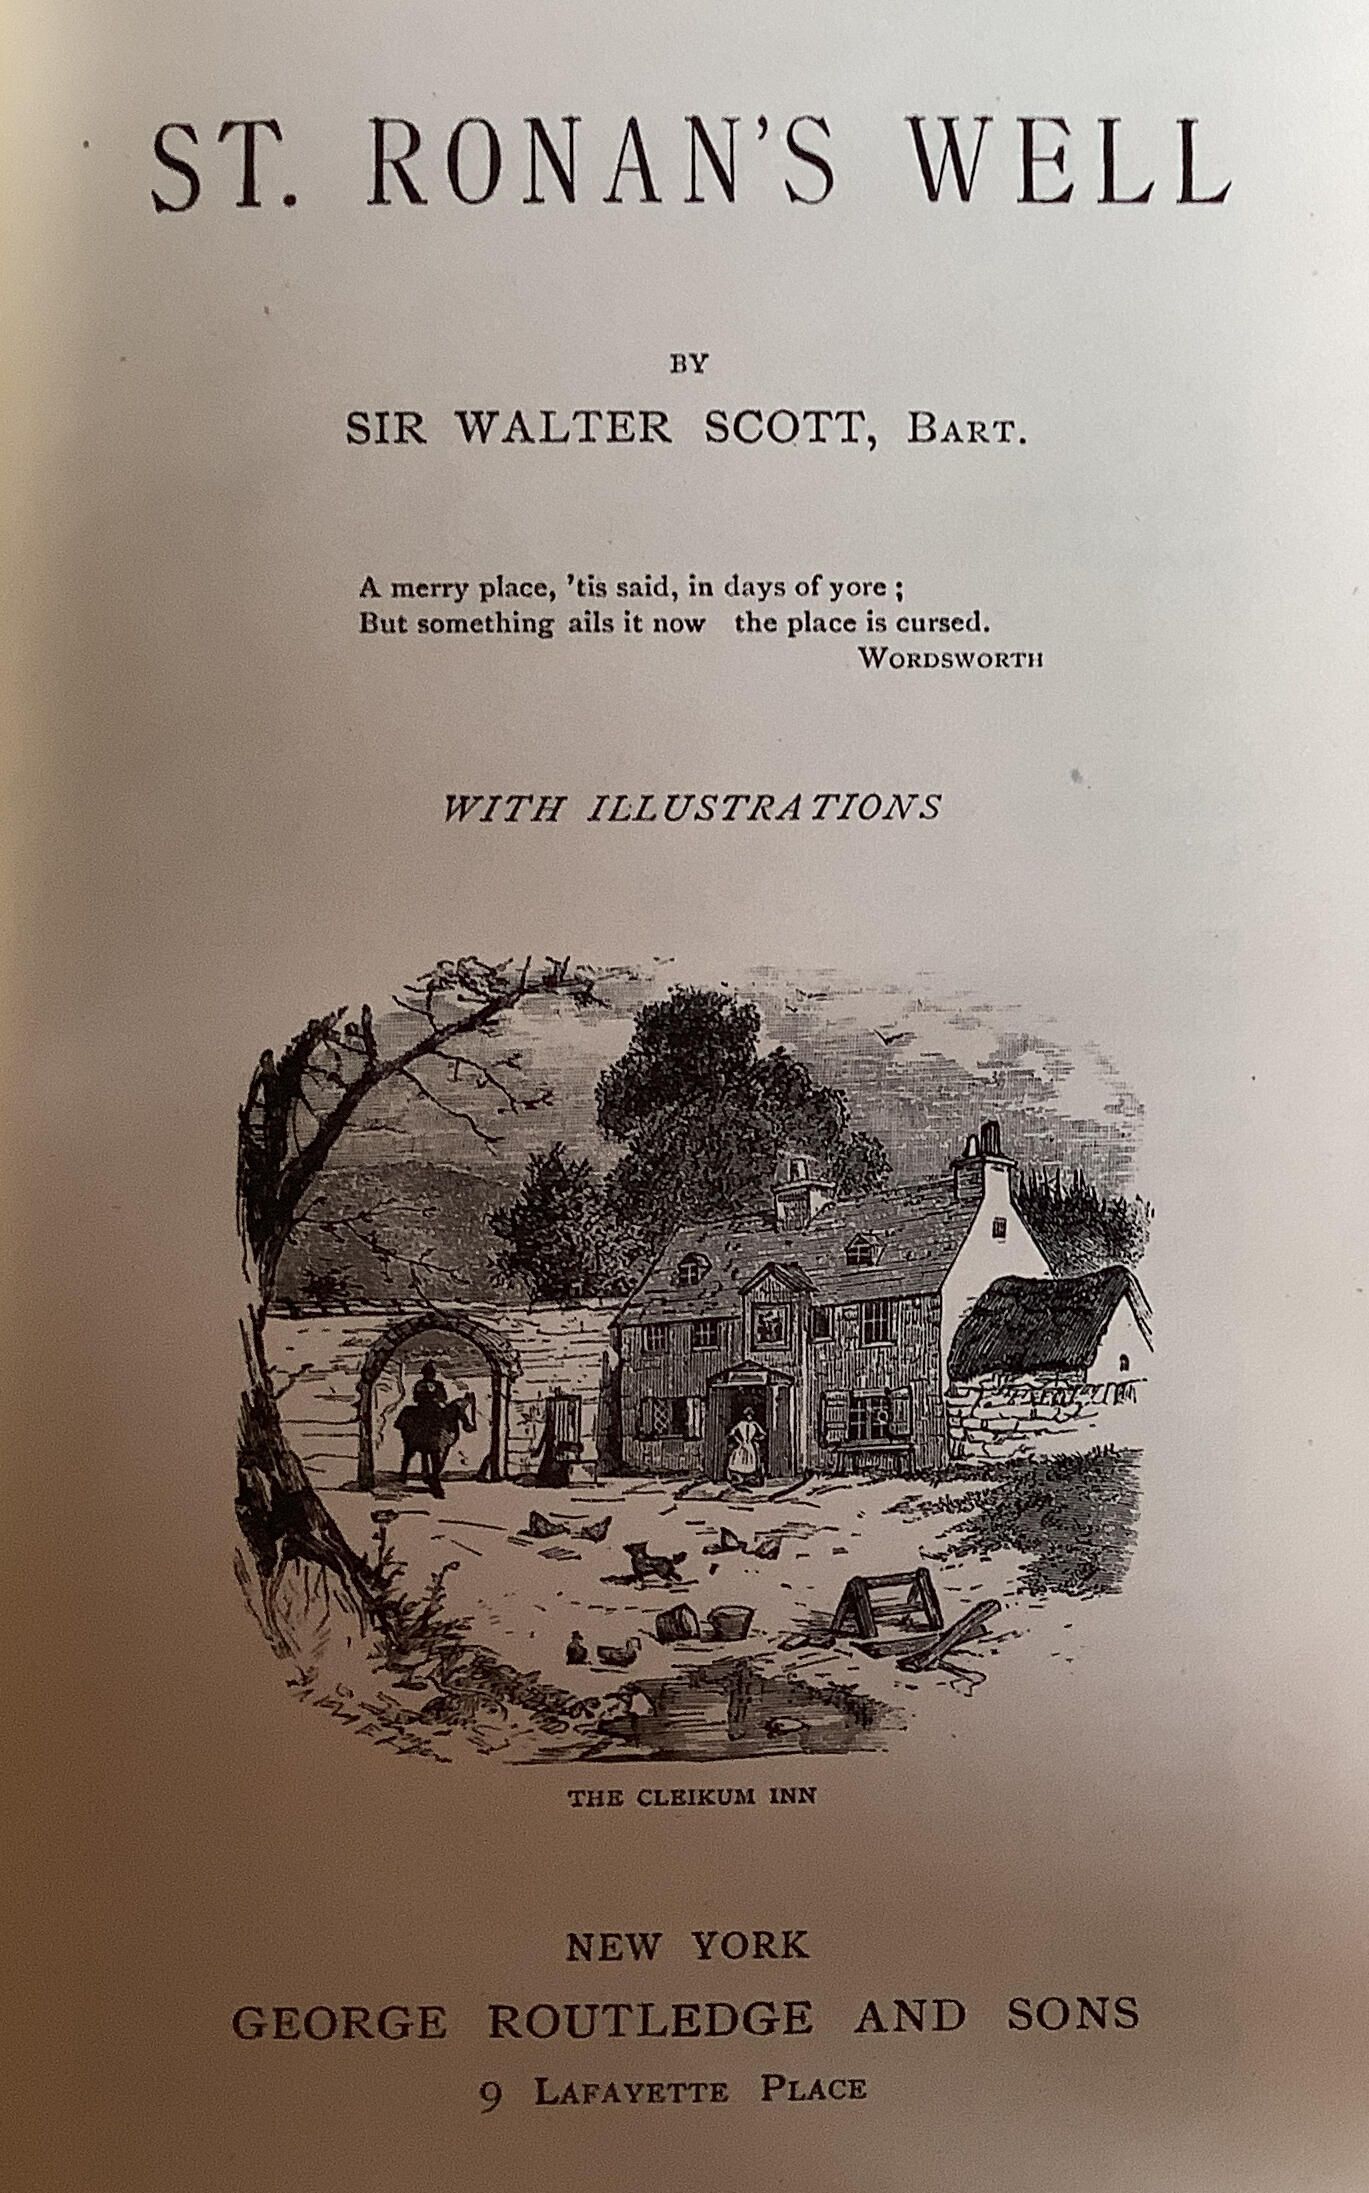 ST. RONAN'S WELL
BY
SIR WALTER SCOTT, BART.
A merry place, 'tis said, in days of yore ;
But something ails it now the place is cursed.
WORDSWORTH
WITH ILLUSTRATIONS
THE CLEIKUM INN
NEW YORK
GEORGE ROUTLEDGE AND SONS
9 LAFAYETTE PLACE